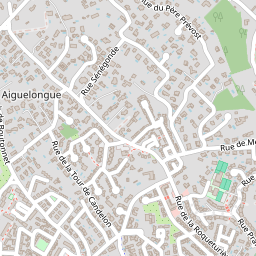 Rue du Père Prévost
Rue Sénégonde
Aiguelongue
Rue de la Tour de Candelon
Rue de la Roqueturière
Rue de
Rue